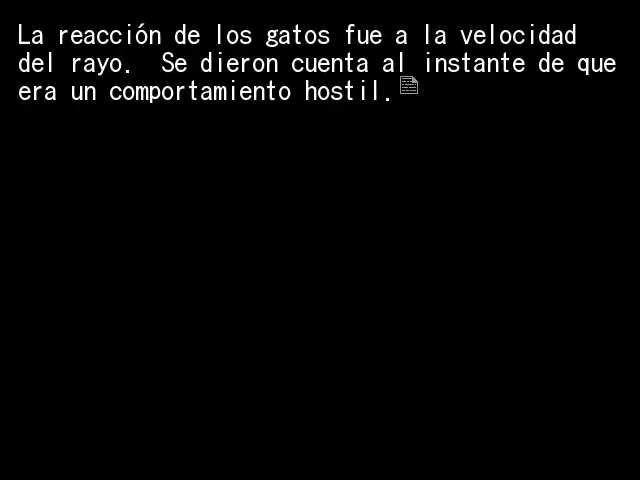 La reacción de los gatos fue a la velocidad
del rayo.  Se dieron cuenta al instante de que
era un comportamiento hostil.